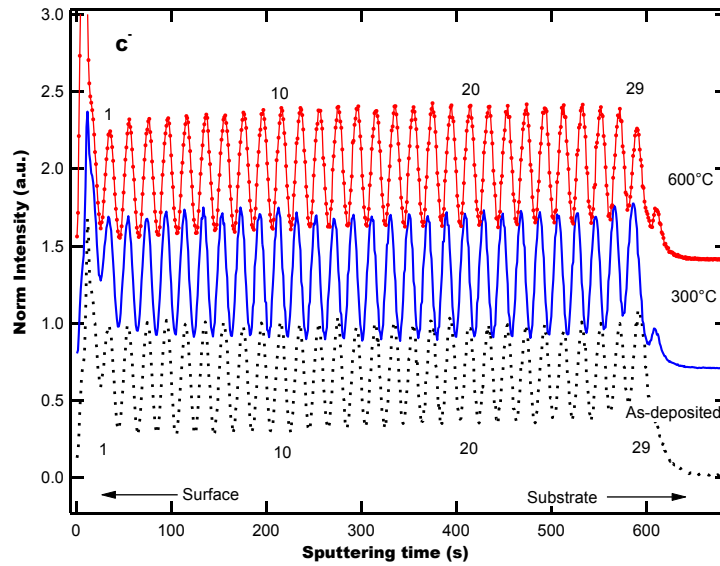 3.0
2.5
2.0
1.5
1.0
0.5
0.0
Norm Intensity (a.u.)
c-
1
10
20
29
600°C
300°C
As-deposited
1
10
20
29
Surface
Substrate
0
100
200
300
400
500
600
Sputtering time (s)